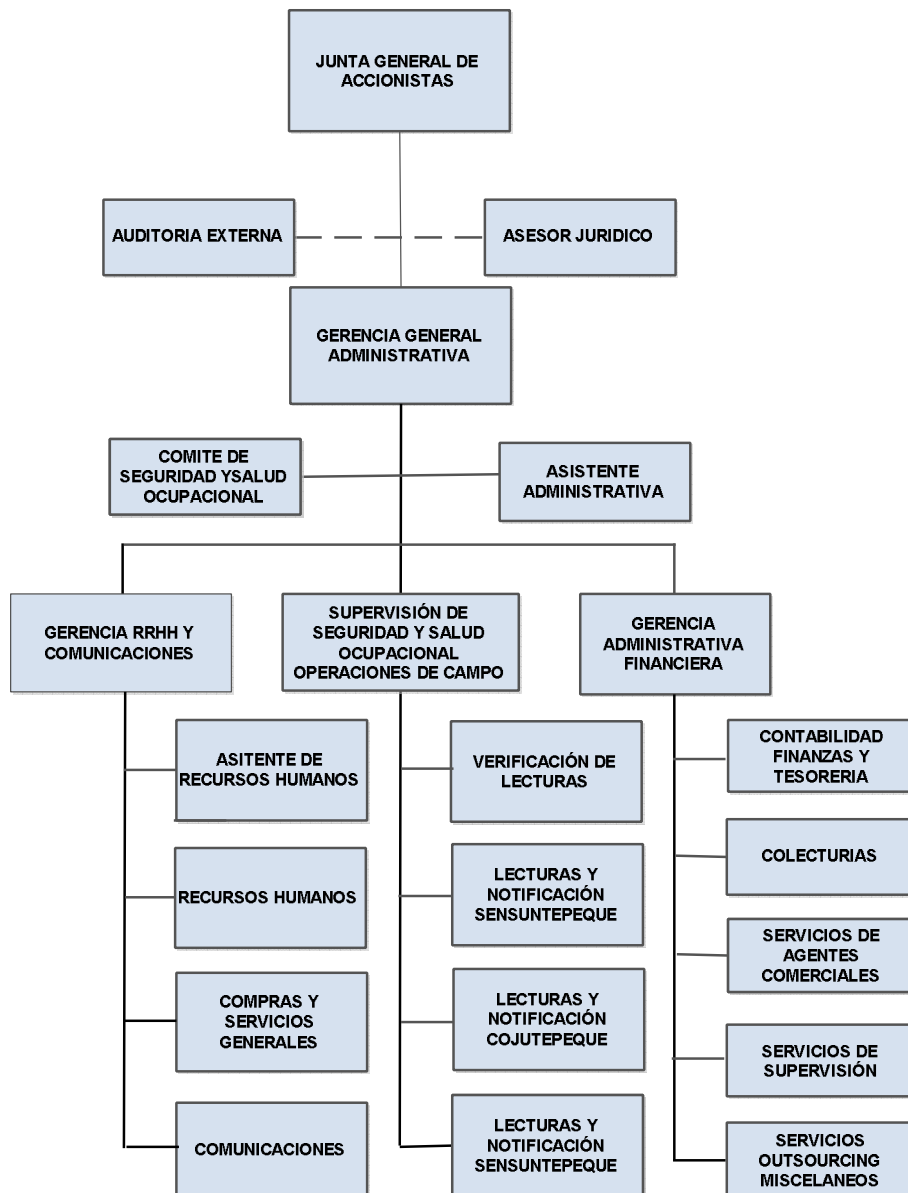 JUNTA GENERAL DE
ACCIONISTAS
AUDITORIA EXTERNA
ASESOR JURIDICO
GERENCIA GENERAL
ADMINISTRATIVA
COMITE DE
SEGURIDAD YSALUD
OCUPACIONAL
ASISTENTE
ADMINISTRATIVA
GERENCIA RRHH Y
COMUNICACIONES
SUPERVISIÓN DE
SEGURIDAD Y SALUD
OCUPACIONAL
OPERACIONES DE CAMPO
GERENCIA
ADMINISTRATIVA
FINANCIERA
ASITENTE DE
RECURSOS HUMANOS
RECURSOS HUMANOS
COMPRAS Y
SERVICIOS
GENERALES
COMUNICACIONES
VERIFICACIÓN DE
LECTURAS
LECTURAS Y
NOTIFICACIÓN
SENSUNTEPEQUE
LECTURAS Y
NOTIFICACIÓN
COJUTEPEQUE
LECTURAS Y
NOTIFICACIÓN
SENSUNTEPEQUE
CONTABILIDAD
FINANZAS Y
TESORERIA
COLECTURIAS
SERVICIOS DE
AGENTES
COMERCIALES
SERVICIOS DE
SUPERVISIÓN
SERVICIOS
OUTSOURCING
MISCELANEOS